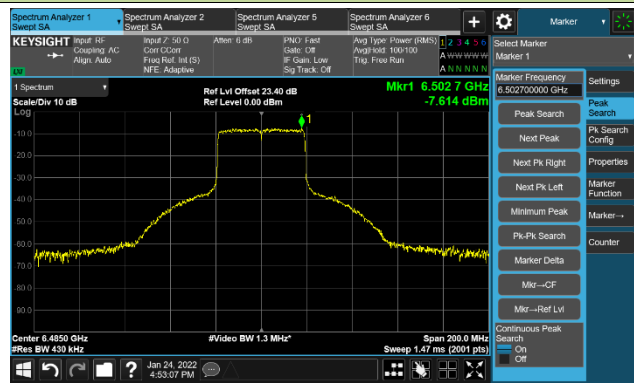 Spectrum Analyzer 1
Swept SA
Spectrum Analyzer 2
Swept SA
Spectrum Analyzer 5
Swept SA
Spectrum Analyzer 6
Swept SA
+
Marker
KEYSIGHT
Input: RF
Coupling: AC
Align: Auto
Input Z: 50 Ω
Corr CCorr
Freq Ref: Int (S)
NFE: Adaptive
Atten: 6 dB
PNO: Fast
Gate: Off
IF Gain: Low
Sig Track: Off
Avg Type: Power (RMS)
Avg|Hold: 100/100
Trig: Free Run
1 2 3 4 5 6
A W W W W W
A N N N N N
LVI
Select Marker
Marker 1
1 Spectrum
Scale/Div 10 dB
Log
Ref Lvl Offset 23.40 dB
Ref Level 0.00 dBm
Mkr1 6.502 7 GHz
-7.614 dBm
1
-10.0
-20.0
-30.0
-40.0
-50.0
-60.0
-70.0
-80.0
-90.0
Center 6.4850 GHz
#Res BW 430 kHz
#Video BW 1.3 MHz*
Span 200.0 MHz
Sweep 1.47 ms (2001 pts)
Marker Frequency
6.502700000 GHz
Peak Search
Next Peak
Next Pk Right
Next Pk Left
Minimum Peak
Pk-Pk Search
Marker Delta
Mkr→CF
Mkr→Ref Lvl
Continuous Peak
Search
On
Off
Settings
Peak
Search
Pk Search
Config
Properties
Marker
Function
Marker→
Counter
?
Jan 24, 2022
4:53:07 PM